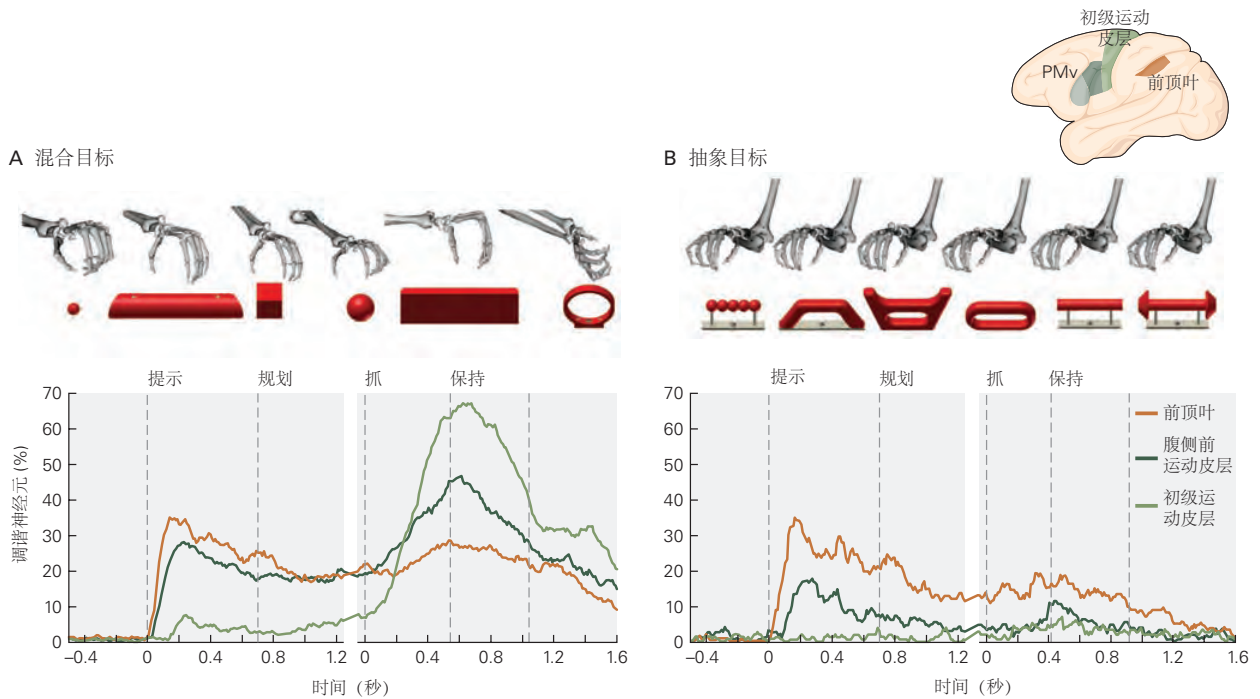 初级运动
皮层
PMv
前顶叶
A 混合目标
B 抽象目标
提示 规划 抓 保持
70
60
50
40
30
20
10
0
调谐神经元 (%)
−0.4 0 0.4 0.8 1.2 0 0.4 0.8 1.2 1.6
时间 (秒)
提示 规划 抓 保持
70
60
50
40
30
20
10
0
前顶叶
腹侧前
运动皮层
初级运
动皮层
−0.4 0 0.4 0.8 1.2 0 0.4 0.8 1.2 1.6
时间 (秒)